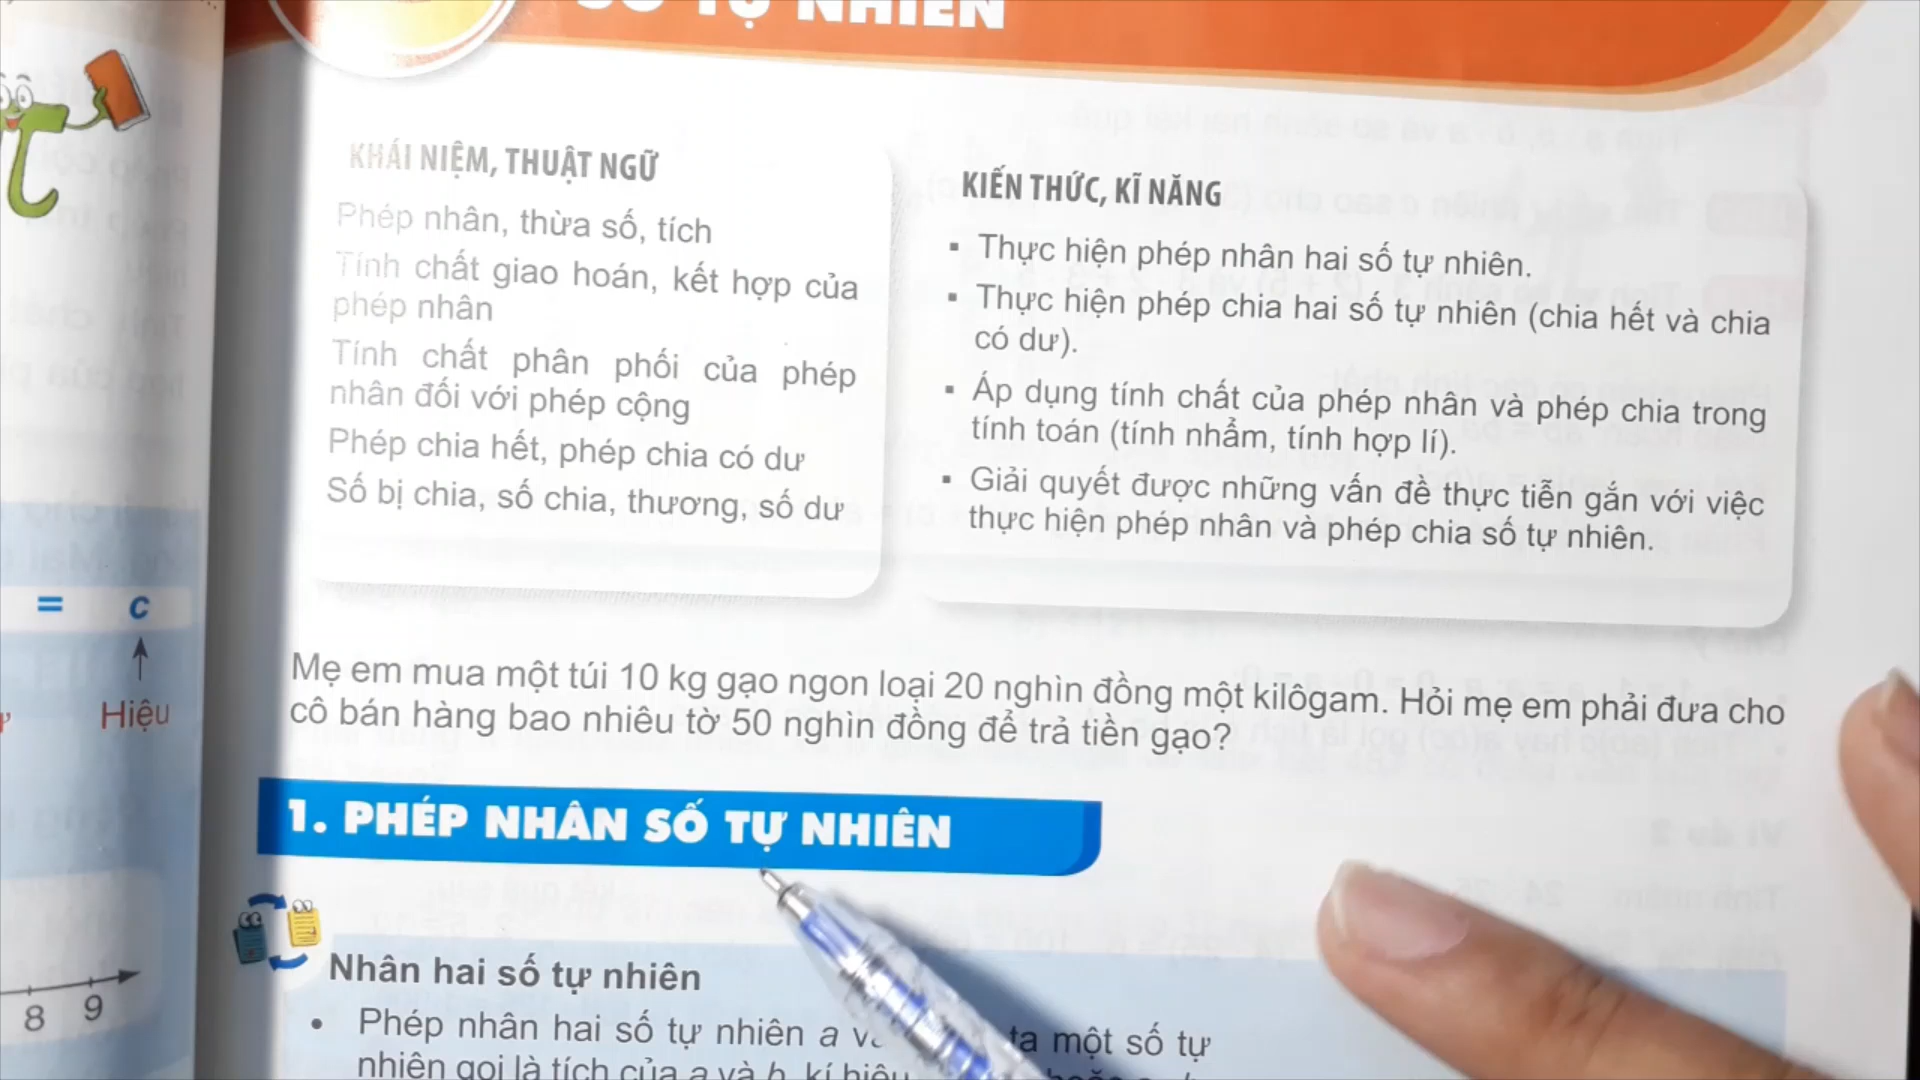 SỐ TỰ NHIÊN
KHÁI NIỆM, THUẬT NGỮ
Phép nhân, thừa số, tích
Tính chất giao hoán, kết hợp của
phép nhân
Tính chất phân phối của phép
nhân đối với phép cộng
Phép chia hết, phép chia có dư
Số bị chia, số chia, thương, số dư
KIẾN THỨC, KĨ NĂNG
▪ Thực hiện phép nhân hai số tự nhiên.
▪ Thực hiện phép chia hai số tự nhiên (chia hết và chia
có dư).
▪ Áp dụng tính chất của phép nhân và phép chia trong
tính toán (tính nhẩm, tính hợp lí).
▪ Giải quyết được những vấn đề thực tiễn gắn với việc
thực hiện phép nhân và phép chia số tự nhiên.
= c
Hiệu
8 9
Mẹ em mua một túi 10 kg gạo ngon loại 20 nghìn đồng một kilôgam. Hỏi mẹ em phải đưa cho
cô bán hàng bao nhiêu tờ 50 nghìn đồng để trả tiền gạo?
1. PHÉP NHÂN SỐ TỰ NHIÊN
Nhân hai số tự nhiên
• Phép nhân hai số tự nhiên a ta một số tự
nhiên gọi là tích của a và b, kí hiệu